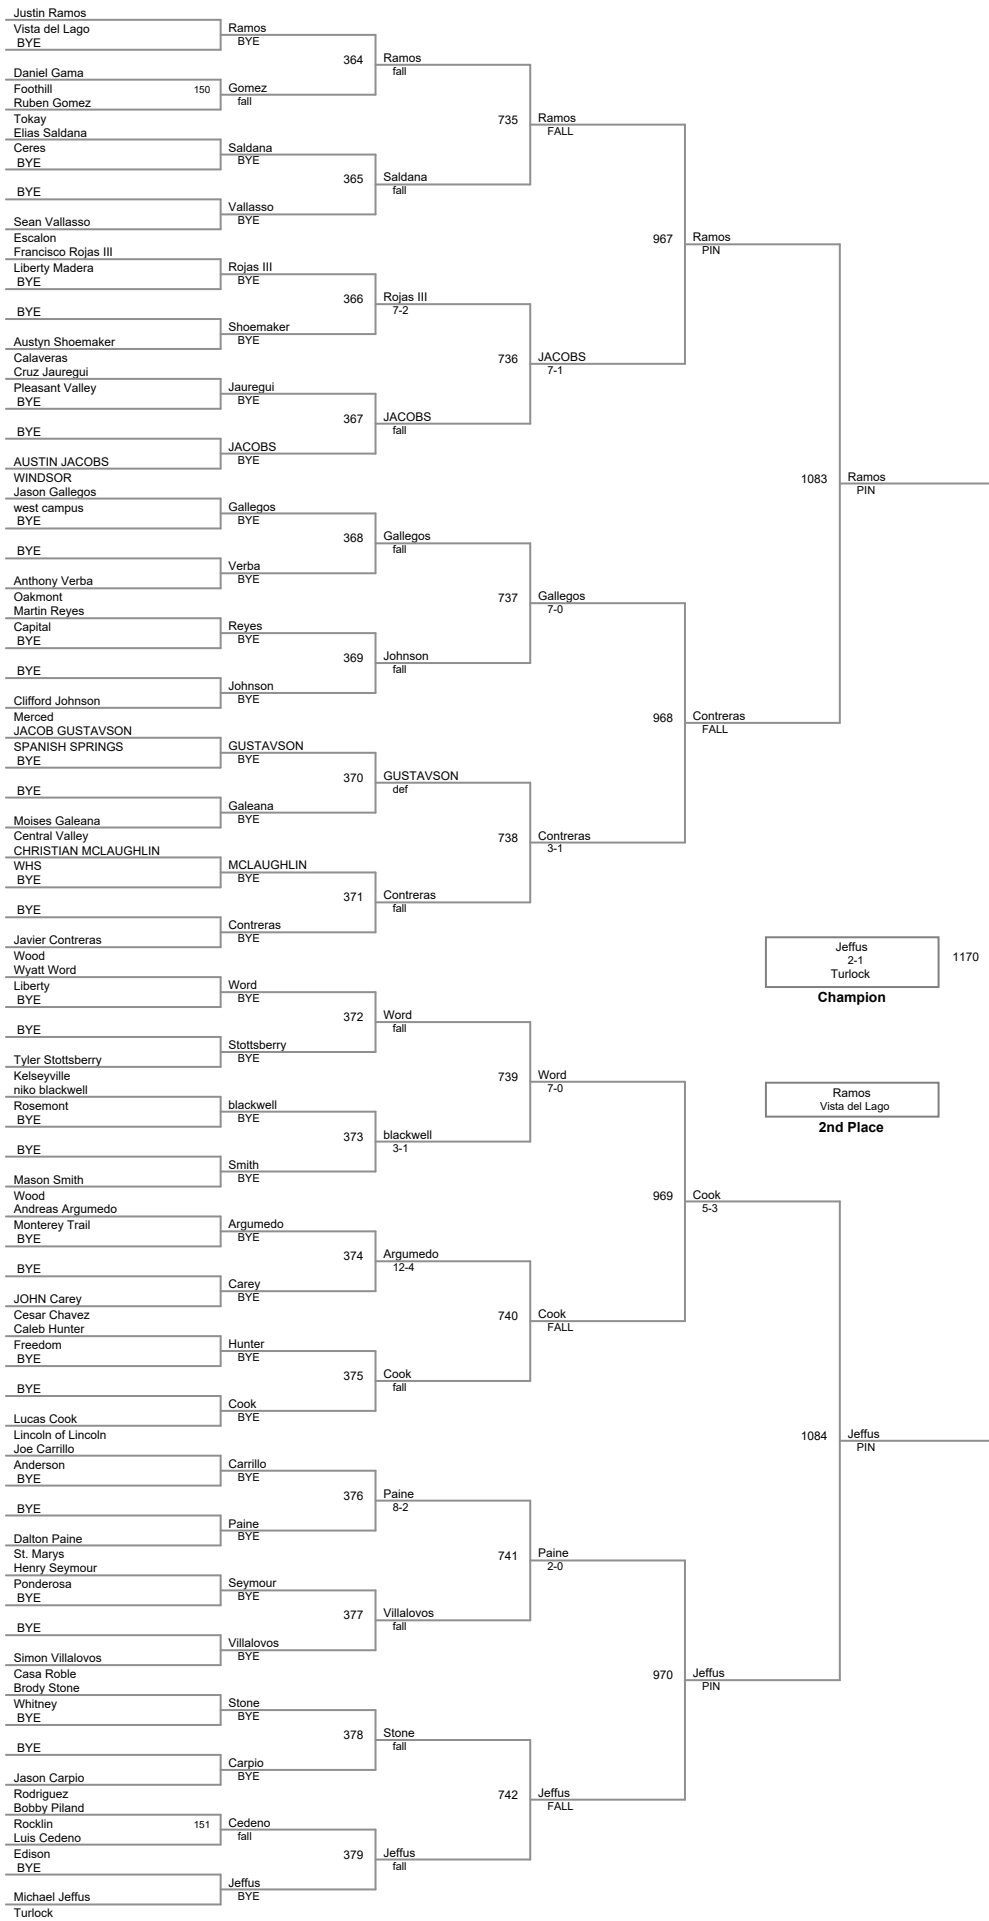 Justin Ramos
Vista del Lago
BYE
Ramos
BYE
364
Ramos
fall
Daniel Gama
Foothill
150
Ruben Gomez
Tokay
Gomez
fall
735
Ramos
FALL
Elias Saldana
Ceres
BYE
Saldana
BYE
365
Saldana
fall
BYE
Sean Vallasso
Escalon
Vallasso
BYE
967
Ramos
PIN
Francisco Rojas III
Liberty Madera
BYE
Rojas III
BYE
366
Rojas III
7-2
BYE
Austyn Shoemaker
Calaveras
Shoemaker
BYE
736
JACOBS
7-1
Cruz Jauregui
Pleasant Valley
BYE
Jauregui
BYE
367
JACOBS
fall
BYE
AUSTIN JACOBS
WINDSOR
JACOBS
BYE
1083
Ramos
PIN
Jason Gallegos
west campus
BYE
Gallegos
BYE
368
Gallegos
fall
BYE
Anthony Verba
Oakmont
Verba
BYE
737
Gallegos
7-0
Martin Reyes
Capital
BYE
Reyes
BYE
369
Johnson
fall
BYE
Clifford Johnson
Merced
Johnson
BYE
968
Contreras
FALL
JACOB GUSTAVSON
SPANISH SPRINGS
BYE
GUSTAVSON
BYE
370
GUSTAVSON
def
BYE
Moises Galeana
Central Valley
Galeana
BYE
738
Contreras
3-1
CHRISTIAN MCLAUGHLIN
WHS
BYE
MCLAUGHLIN
BYE
371
Contreras
fall
BYE
Javier Contreras
Wood
Contreras
BYE
Jeffus
2-1
Turlock
1170
Champion
Wyatt Word
Liberty
BYE
Word
BYE
372
Word
fall
BYE
Tyler Stottsberry
Kelseyville
Stottsberry
BYE
739
Word
7-0
Ramos
Vista del Lago
2nd Place
niko blackwell
Rosemont
BYE
blackwell
BYE
373
blackwell
3-1
BYE
Mason Smith
Wood
Smith
BYE
969
Cook
5-3
Andreas Argumedo
Monterey Trail
BYE
Argumedo
BYE
374
Argumedo
12-4
BYE
JOHN Carey
Cesar Chavez
Carey
BYE
740
Cook
FALL
Caleb Hunter
Freedom
BYE
Hunter
BYE
375
Cook
fall
BYE
Lucas Cook
Lincoln of Lincoln
Cook
BYE
1084
Jeffus
PIN
Joe Carrillo
Anderson
BYE
Carrillo
BYE
376
Paine
8-2
BYE
Dalton Paine
St. Marys
Paine
BYE
741
Paine
2-0
Henry Seymour
Ponderosa
BYE
Seymour
BYE
377
Villalovos
fall
BYE
Simon Villalovos
Casa Roble
Villalovos
BYE
970
Jeffus
PIN
Brody Stone
Whitney
BYE
Stone
BYE
378
Stone
fall
BYE
Jason Carpio
Rodriguez
Carpio
BYE
742
Jeffus
FALL
Bobby Piland
Rocklin
151
Luis Cedeno
Edison
Cedeno
fall
379
Jeffus
fall
BYE
Michael Jeffus
Turlock
Jeffus
BYE